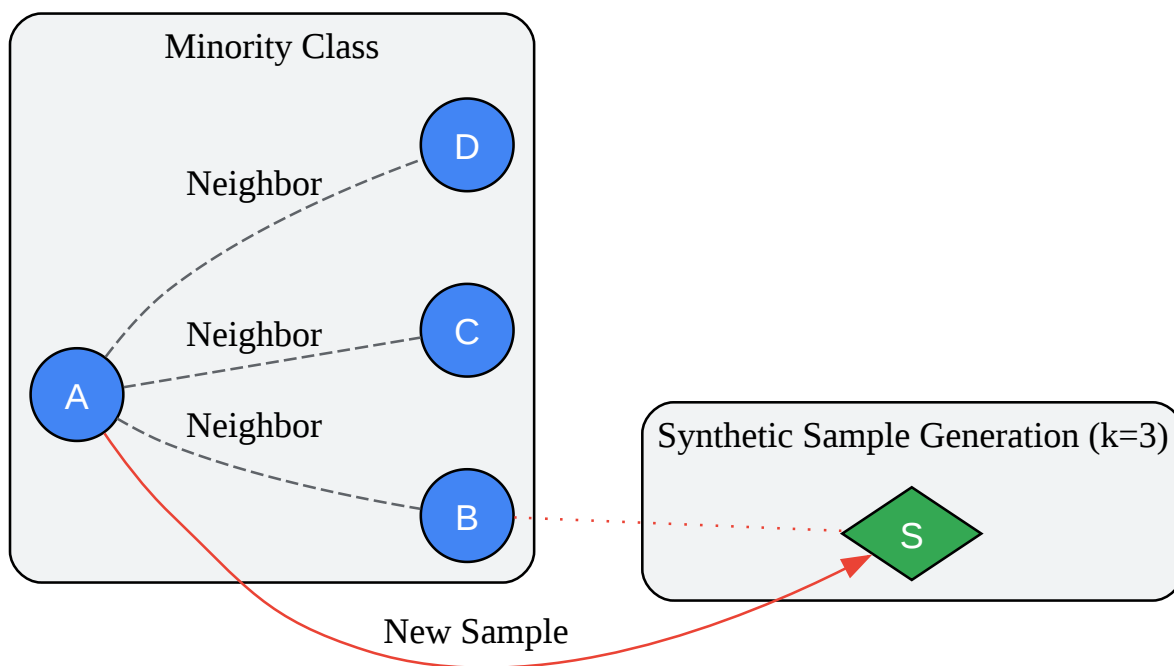 Minority Class
D
Neighbor
C
Neighbor
A
Neighbor
B
Synthetic Sample Generation (k=3)
S
New Sample